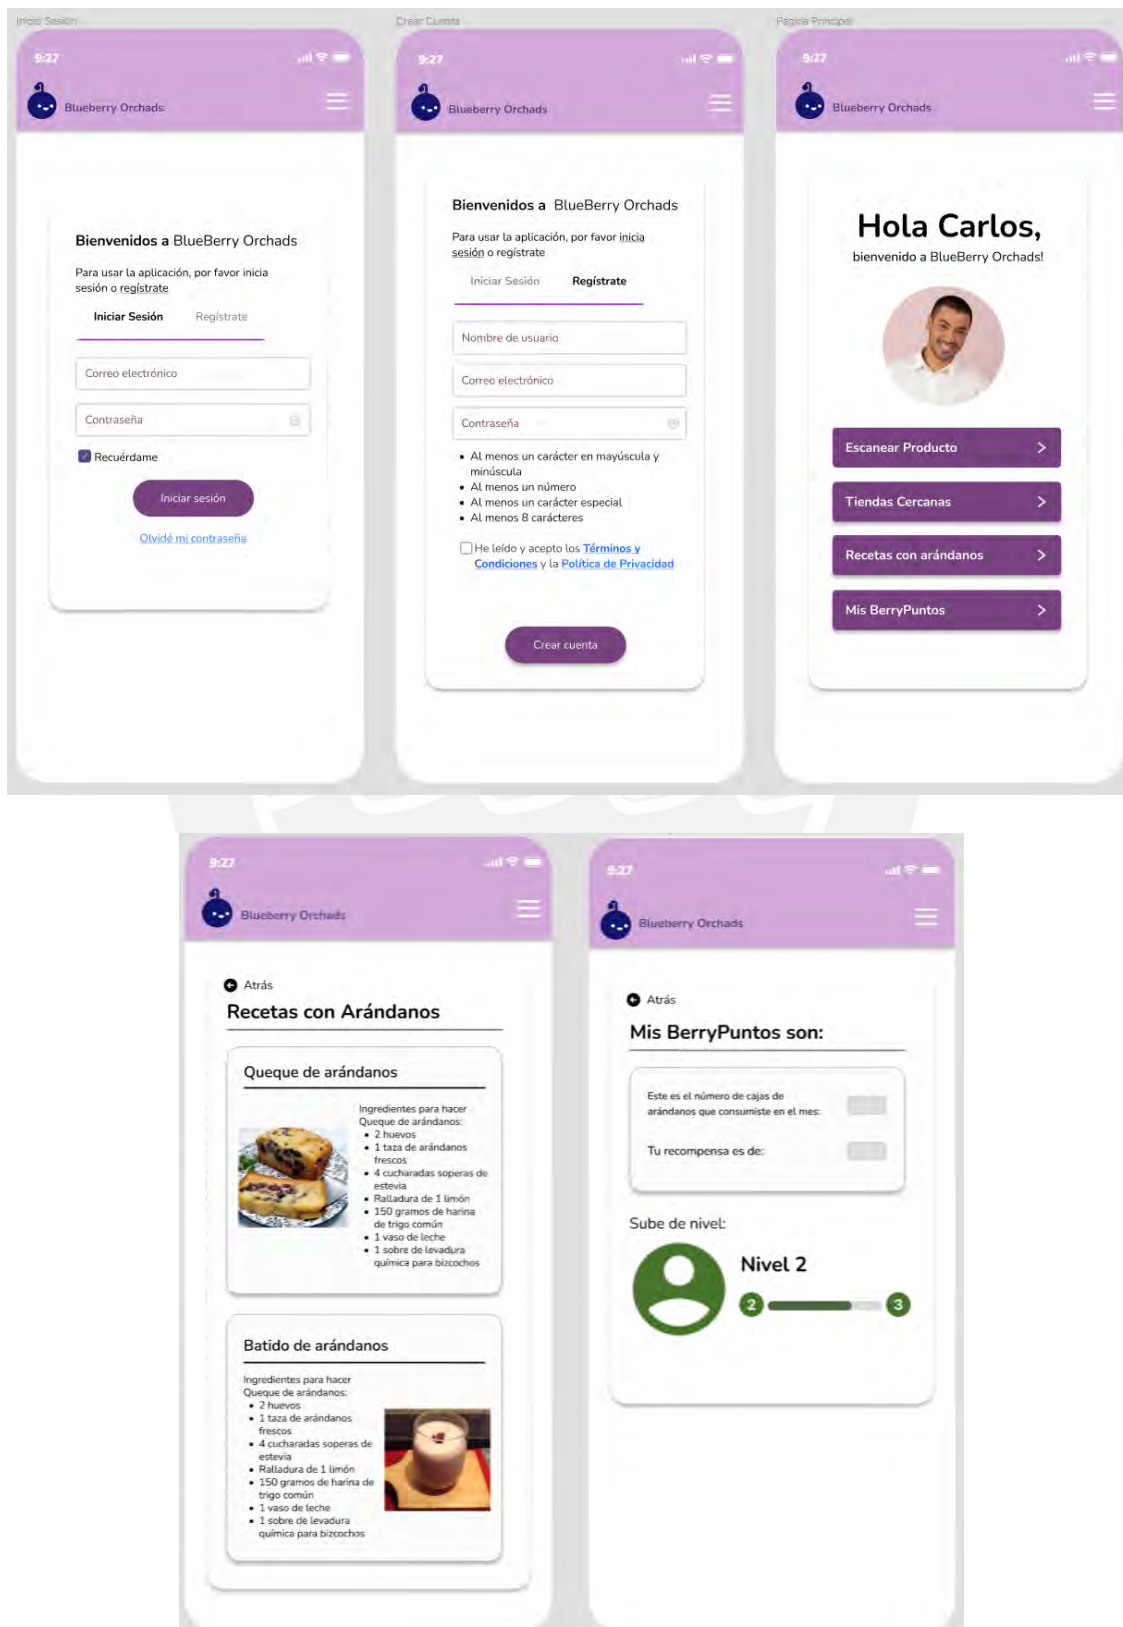 Inicio Sesión
9:27
Blueberry Orchads
Bienvenidos a BlueBerry Orchads
Para usar la aplicación, por favor inicia
sesión o regístrate
Iniciar Sesión Regístrate
Correo electrónico
Contraseña
Recuérdame
Iniciar sesión
Olvidé mi contraseña
Crear Cuenta
9:27
Blueberry Orchads
Bienvenidos a BlueBerry Orchads
Para usar la aplicación, por favor inicia
sesión o regístrate
Iniciar Sesión Regístrate
Nombre de usuario
Correo electrónico
Contraseña
• Al menos un carácter en mayúscula y
minúscula
• Al menos un número
• Al menos un carácter especial
• Al menos 8 carácteres
He leído y acepto los Términos y
Condiciones y la Política de Privacidad
Crear cuenta
Pagina Principal
9:27
Blueberry Orchads
Hola Carlos,
bienvenido a BlueBerry Orchads!
Escanear Producto
Tiendas Cercanas
Recetas con arándanos
Mis BerryPuntos
9:27
Blueberry Orchads
Atrás
Recetas con Arándanos
Queque de arándanos
Ingredientes para hacer
Queque de arándanos:
• 2 huevos
• 1 taza de arándanos
frescos
• 4 cucharadas soperas de
estevia
• Ralladura de 1 limón
• 150 gramos de harina
de trigo común
• 1 vaso de leche
• 1 sobre de levadura
química para bizcochos
Batido de arándanos
Ingredientes para hacer
Queque de arándanos:
• 2 huevos
• 1 taza de arándanos
frescos
• 4 cucharadas soperas de
estevia
• Ralladura de 1 limón
• 150 gramos de harina de
trigo común
• 1 vaso de leche
• 1 sobre de levadura
química para bizcochos
9:27
Blueberry Orchads
Atrás
Mis BerryPuntos son:
Este es el número de cajas de
arándanos que consumiste en el mes:
Tu recompensa es de:
Sube de nivel:
Nivel 2
2 3